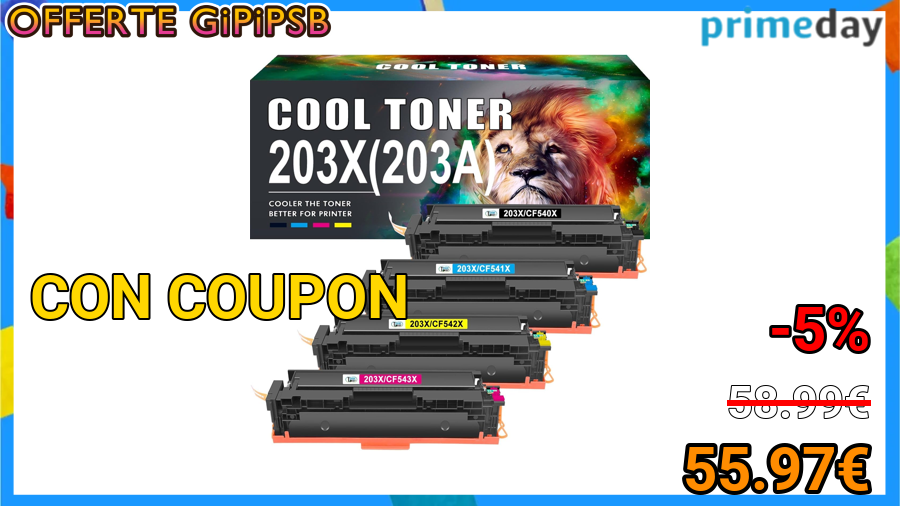 OFFERTE GiPiPSB
primeday
COOL TONER
COOL TONER
203X(203A)
COOLER THE TONER
BETTER FOR PRINTER
203X/CF540X
203X/CF541X
CON COUPON
203X/CF542X
203X/CF543X
-5%
58.99€
55.97€